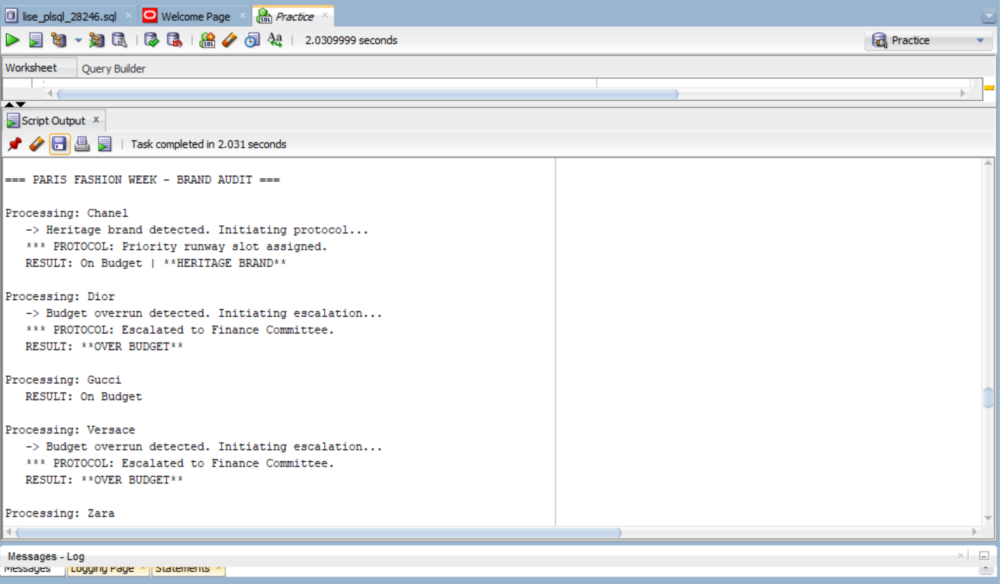 lise_plsql_28246.sql
Welcome Page
Practice
2.0309999 seconds
Practice
Worksheet
Query Builder
Script Output
Task completed in 2.031 seconds
=== PARIS FASHION WEEK - BRAND AUDIT ===
Processing: Chanel
-> Heritage brand detected. Initiating protocol...
*** PROTOCOL: Priority runway slot assigned.
RESULT: On Budget | **HERITAGE BRAND**
Processing: Dior
-> Budget overrun detected. Initiating escalation...
*** PROTOCOL: Escalated to Finance Committee.
RESULT: **OVER BUDGET**
Processing: Gucci
RESULT: On Budget
Processing: Versace
-> Budget overrun detected. Initiating escalation...
*** PROTOCOL: Escalated to Finance Committee.
RESULT: **OVER BUDGET**
Processing: Zara
Messages - Log
Messages
Logging Page
Statements